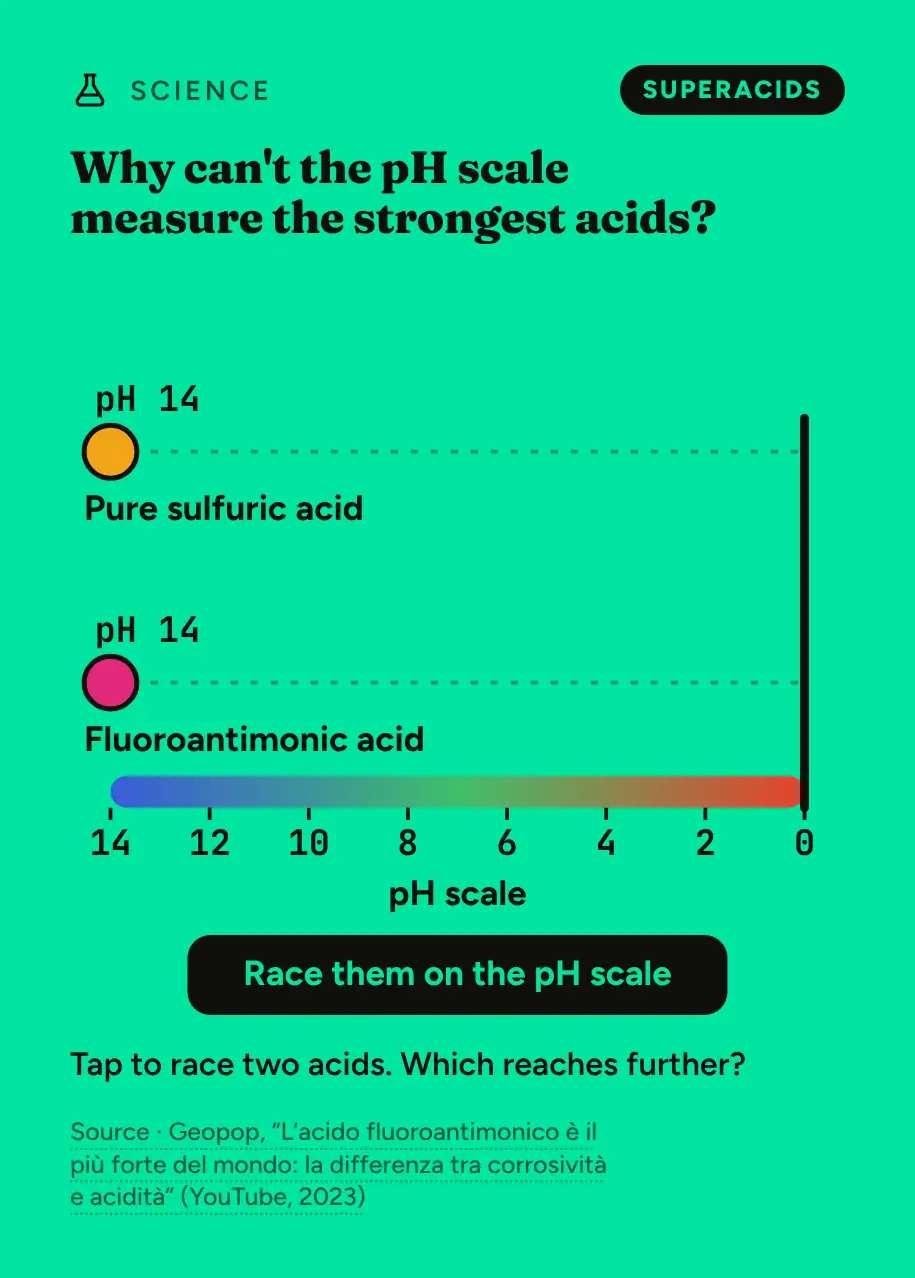 SCIENCE
SUPERACIDS
Why can't the pH scale
measure the strongest acids?
pH 14
Pure sulfuric acid
pH 14
Fluoroantimonic acid
14 12 10 8 6 4 2 0
pH scale
Race them on the pH scale
Tap to race two acids. Which reaches further?
Source · Geopop, “L’acido fluoroantimonico è il
più forte del mondo: la differenza tra corrosività
e acidità” (YouTube, 2023)